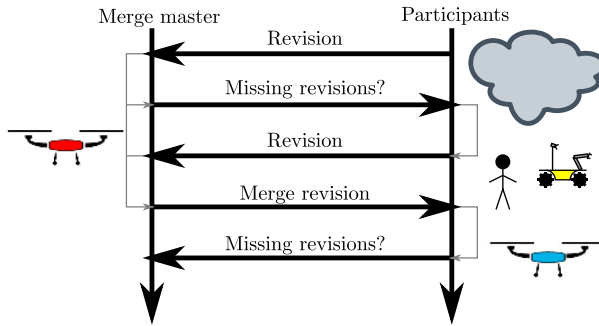 Merge master
Participants
Revision
Missing revisions?
Revision
Merge revision
Missing revisions?